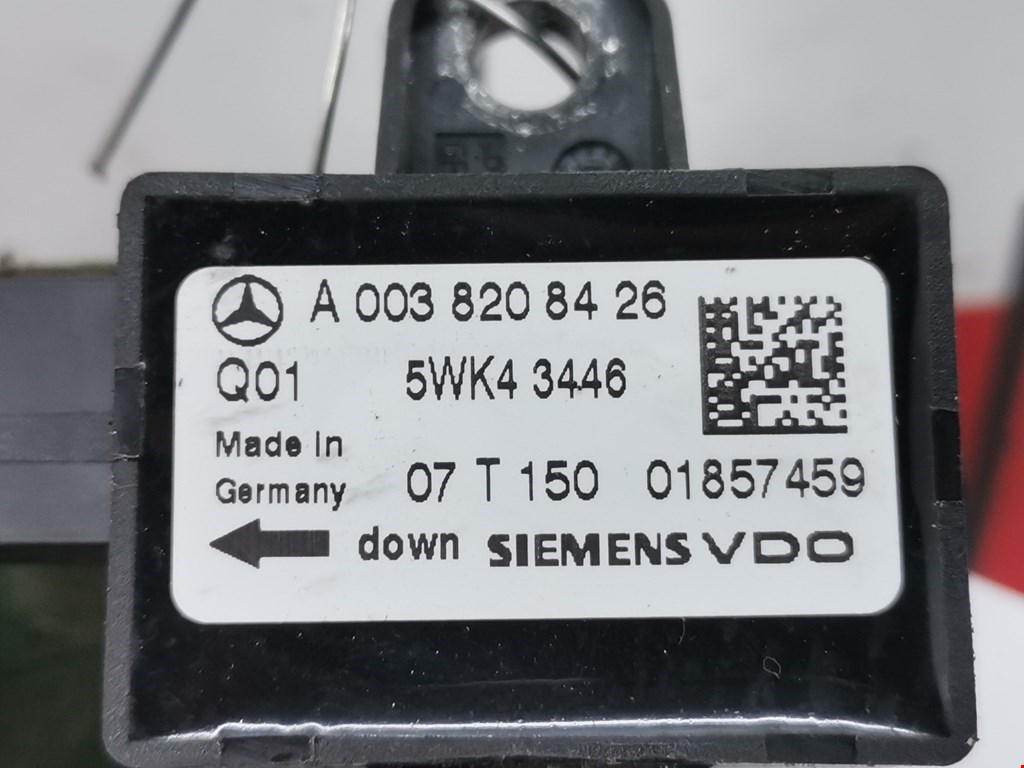 A 003 820 84 26
Q01 5WK4 3446
Made in
Germany
07 T 150 01857459
down SIEMENS VDO